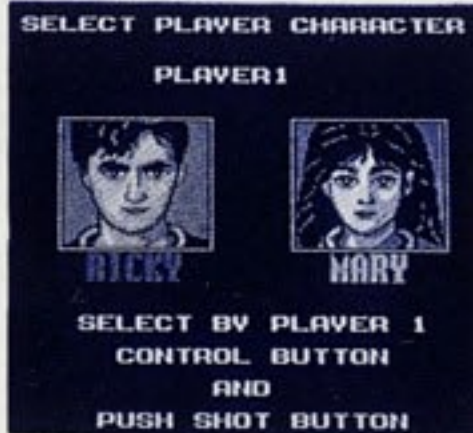 SELECT PLAYER CHARACTER
PLAYER1
RICKY MARY
SELECT BY PLAYER 1
CONTROL BUTTON
AND
PUSH SHOT BUTTON